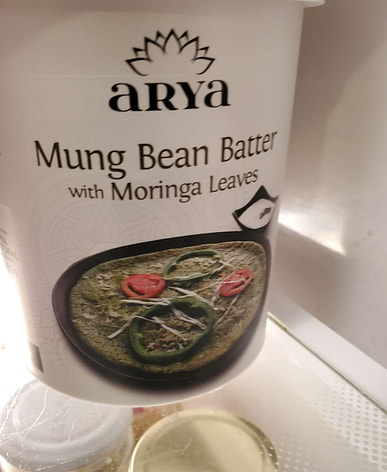 ARYA
Mung Bean Batter
with Moringa Leaves